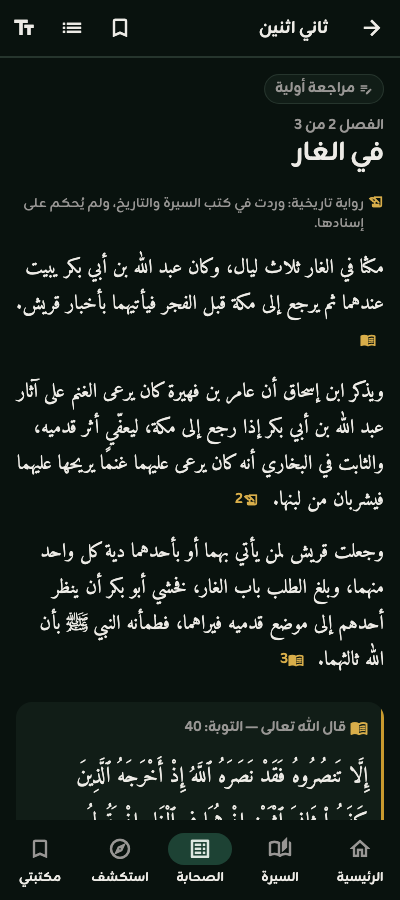 ثاني اثنين
مراجعة أولية
الفصل 2 من 3
في الغار
رواية تاريخية: وردت في كتب السيرة والتاريخ، ولم يُحكم على
إسنادها.
مكثا في الغار ثلاث ليال، وكان عبد الله بن أبي بكر يبيت
عندهما ثم يرجع إلى مكة قبل الفجر فيأتيهما بأخبار قريش.
ويذكر ابن إسحاق أن عامر بن فهيرة كان يرعى الغنم على آثار
عبد الله بن أبي بكر إذا رجع إلى مكة، ليعفّي أثر قدميه،
والثابت في البخاري أنه كان يرعى عليهما غنمًا يريحها عليهما
فيشربان من لبنها. 2
وجعلت قريش لمن يأتي بهما أو بأحدهما دية كل واحد
منهما، وبلغ الطلب باب الغار، فخشي أبو بكر أن ينظر
أحدهم إلى موضع قدميه فيراهما، فطمأنه النبي ﷺ بأن
الله ثالثهما. 3
قال الله تعالى — التوبة: 40
إِلَّا تَنصُرُوهُ فَقَدْ نَصَرَهُ ٱللَّهُ إِذْ أَخْرَجَهُ ٱلَّذِينَ
الرئيسية
السيرة
الصحابة
استكشف
مكتبتي